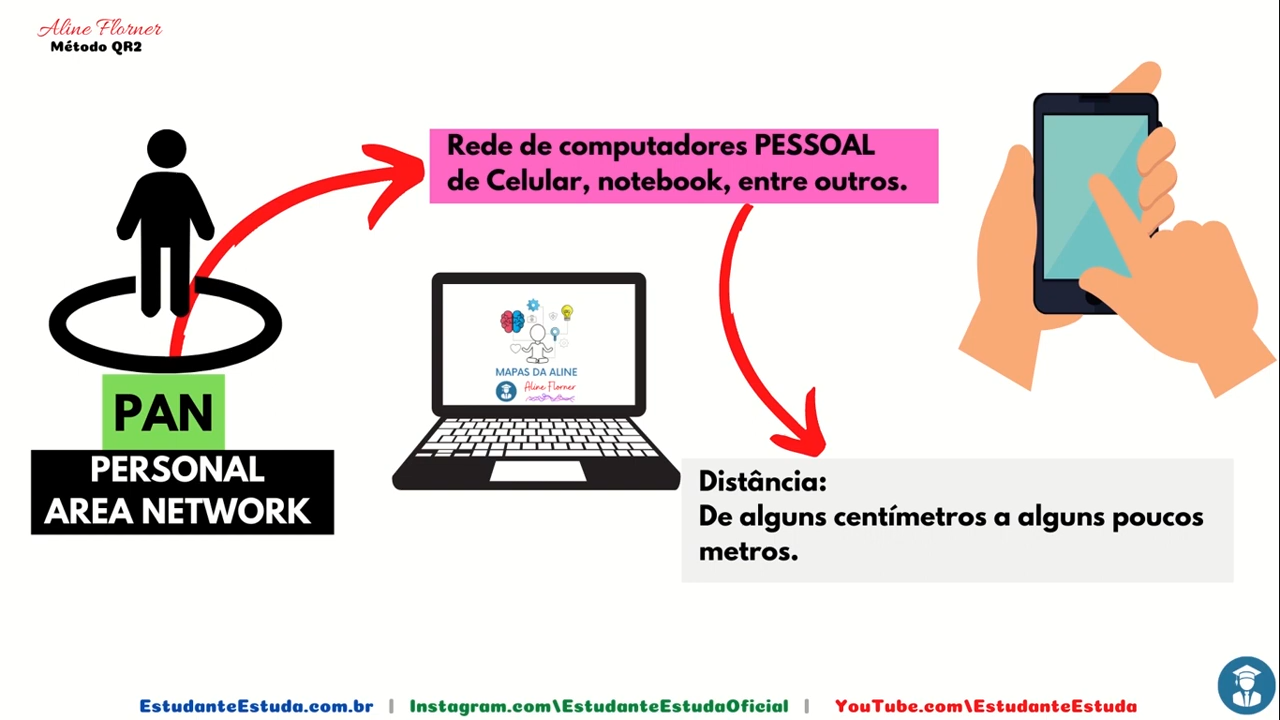 Aline Florner
Método QR2
Rede de computadores PESSOAL
de Celular, notebook, entre outros.
MAPAS DA ALINE
Aline Florner
PAN
PERSONAL
AREA NETWORK
Distância:
De alguns centímetros a alguns poucos
metros.
EstudanteEstuda.com.br | Instagram.com\EstudanteEstudaOficial | YouTube.com\EstudanteEstuda